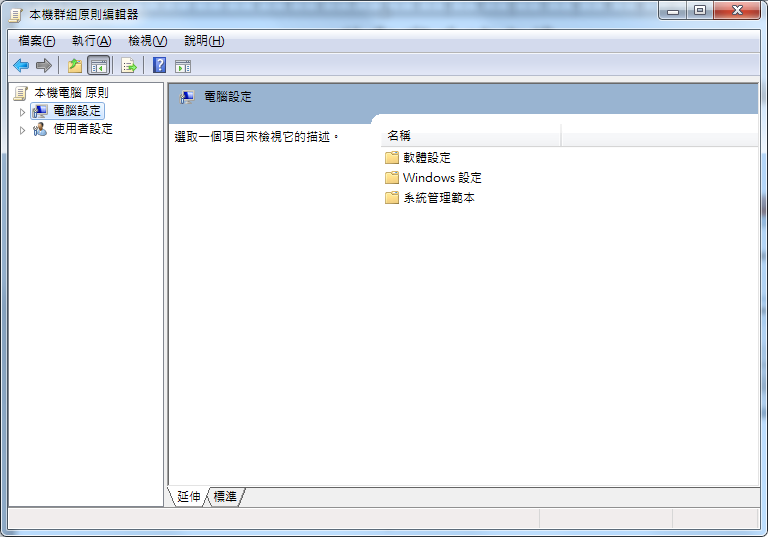 本機群組原則編輯器
檔案(F) 執行(A) 檢視(V) 說明(H)
本機電腦 原則
電腦設定
使用者設定
電腦設定
選取一個項目來檢視它的描述。
名稱
軟體設定
Windows 設定
系統管理範本
延伸 標準